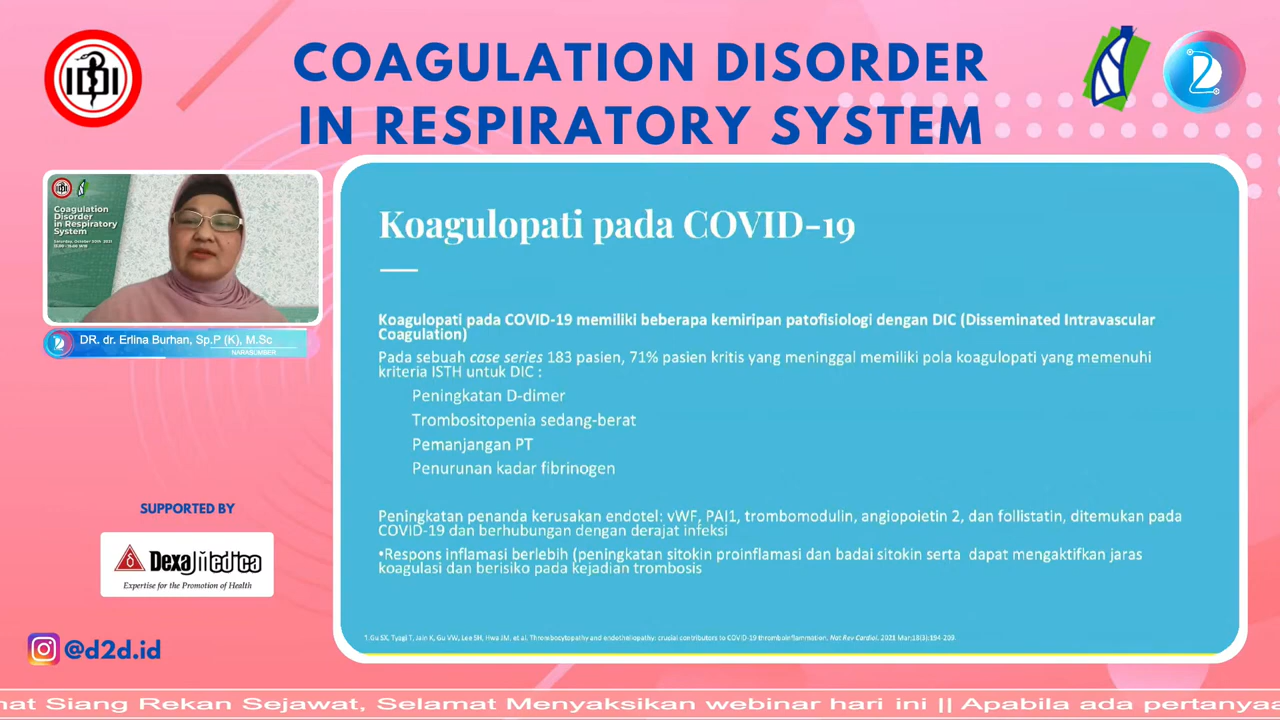 IDI
COAGULATION DISORDER
IN RESPIRATORY SYSTEM
Coagulation
Disorder
in Respiratory
System
DR. dr. Erlina Burhan, Sp.P (K), M.Sc
NARASUMBER
Koagulopati pada COVID-19
Koagulopati pada COVID-19 memiliki beberapa kemiripan patofisiologi dengan DIC (Disseminated Intravascular
Coagulation)
Pada sebuah case series 183 pasien, 71% pasien kritis yang meninggal memiliki pola koagulopati yang memenuhi
kriteria ISTH untuk DIC :
Peningkatan D-dimer
Trombositopenia sedang-berat
Pemanjangan PT
Penurunan kadar fibrinogen
Peningkatan penanda kerusakan endotel: vWF, PAI1, trombomodulin, angiopoietin 2, dan follistatin, ditemukan pada
COVID-19 dan berhubungan dengan derajat infeksi
•Respons inflamasi berlebih (peningkatan sitokin proinflamasi dan badai sitokin serta dapat mengaktifkan jaras
koagulasi dan berisiko pada kejadian trombosis
1. Gu SX, Tyagi T, Jain K, Gu VW, Lee SH, Hwa JM, et al. Thrombocytopathy and endotheliopathy: crucial contributors to COVID-19 thromboinflammation. Nat Rev Cardiol. 2021 Mar;18(3):194-209.
SUPPORTED BY
Dexa Medica
Expertise for the Promotion of Health
@d2d.id
mat Siang Rekan Sejawat, Selamat Menyaksikan webinar hari ini || Apabila ada pertanyaa